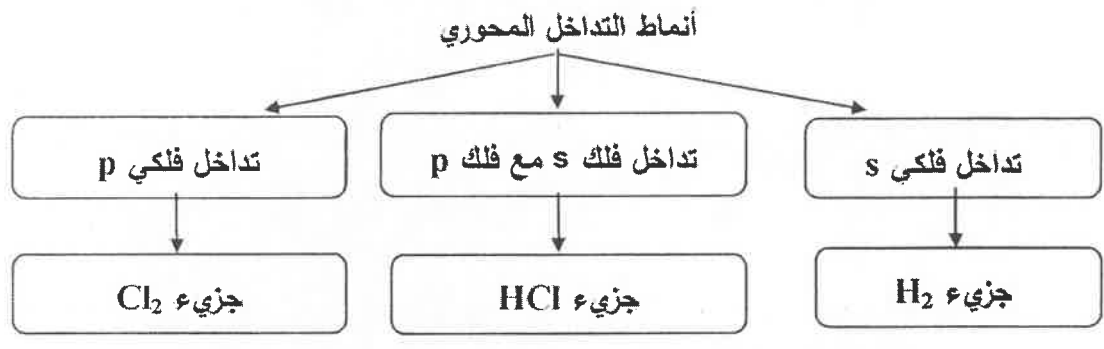 أنماط التداخل المحوري
تداخل فلكي s
تداخل فلك s مع فلك p
تداخل فلكي p
جزيء H₂
جزيء HCl
جزيء Cl₂